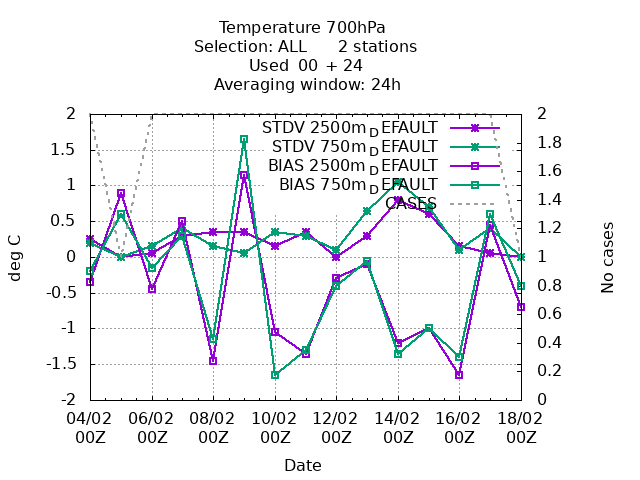 Temperature 700hPa
Selection: ALL 2 stations
Used 00 + 24
Averaging window: 24h
STDV 2500m_DEFAULT
STDV 750m_DEFAULT
BIAS 2500m_DEFAULT
BIAS 750m_DEFAULT
CASES
2
1.5
1
0.5
0
-0.5
-1
-1.5
-2
deg C
2
1.8
1.6
1.4
1.2
1
0.8
0.6
0.4
0.2
0
No cases
04/02 06/02 08/02 10/02 12/02 14/02 16/02 18/02
00Z 00Z 00Z 00Z 00Z 00Z 00Z 00Z
Date